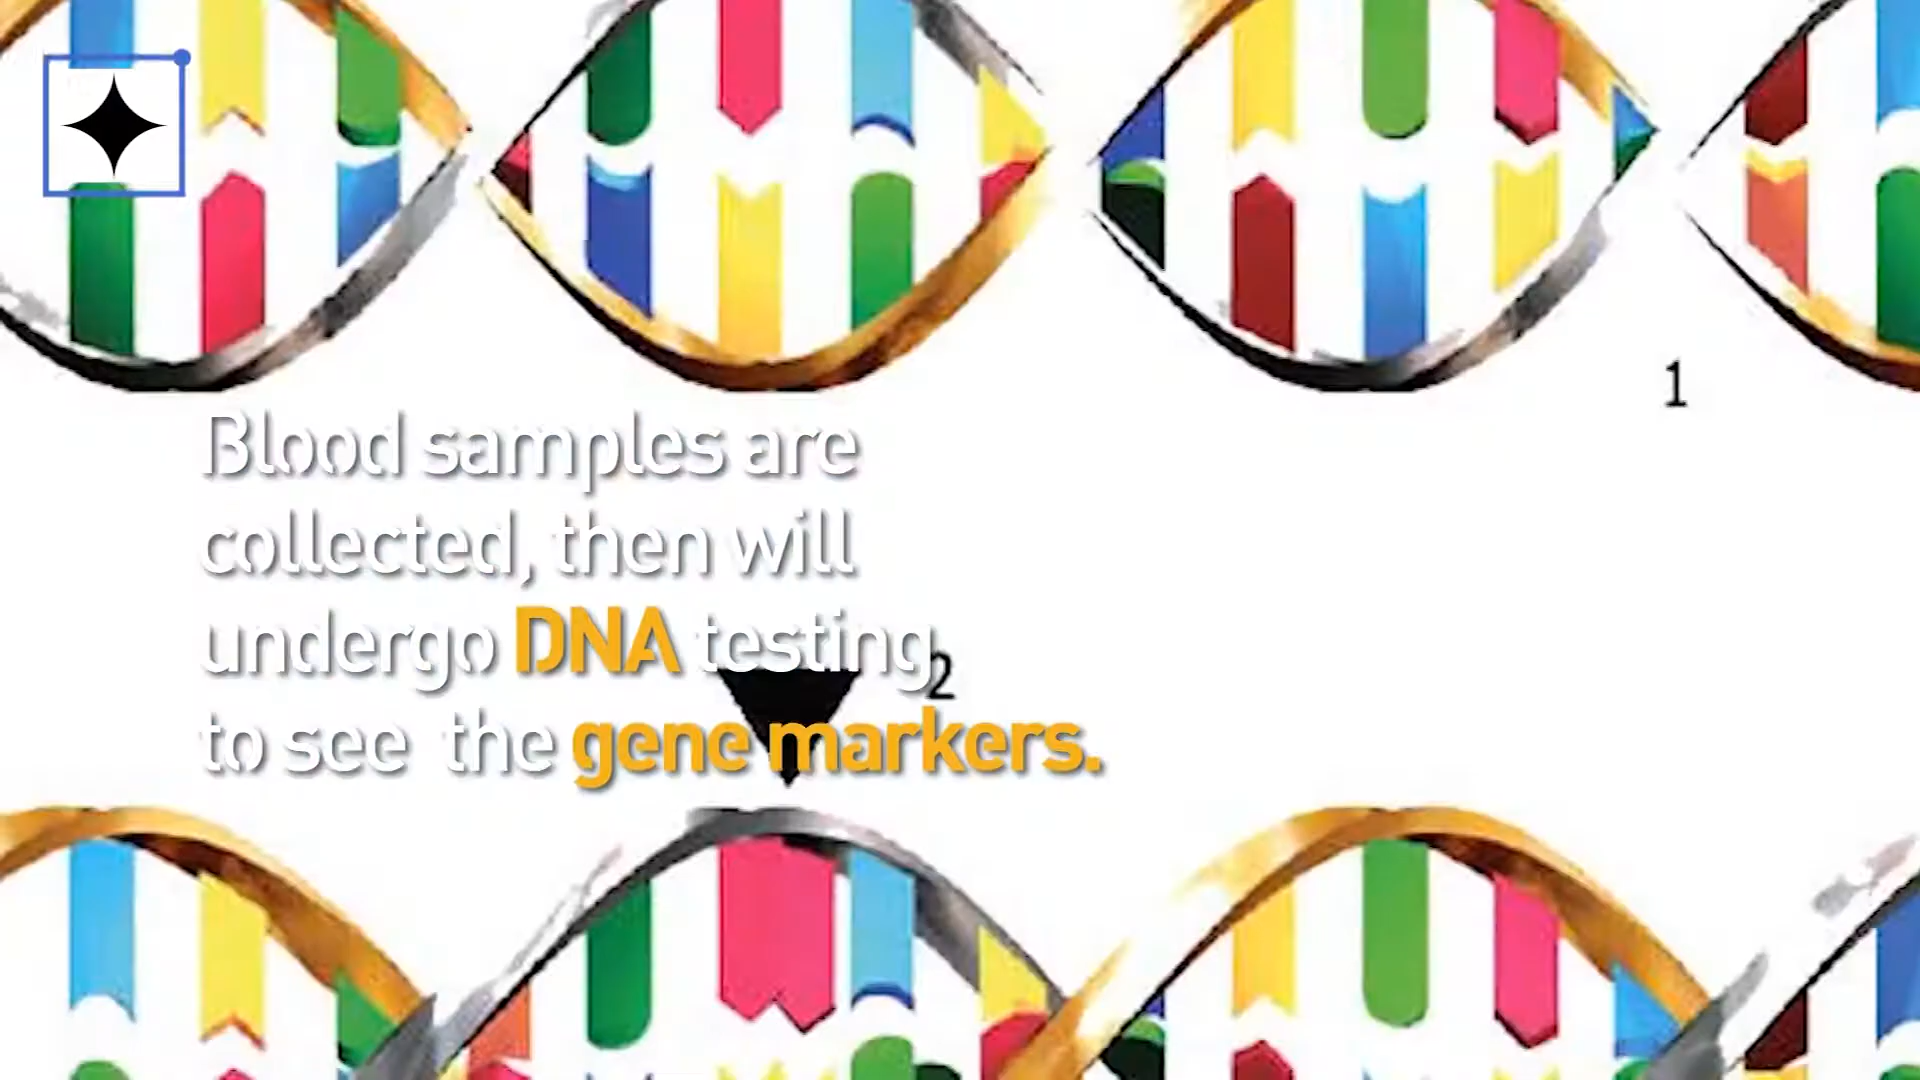 1
Blood samples are
collected, then will
undergo DNA testing
2
to see the gene markers.